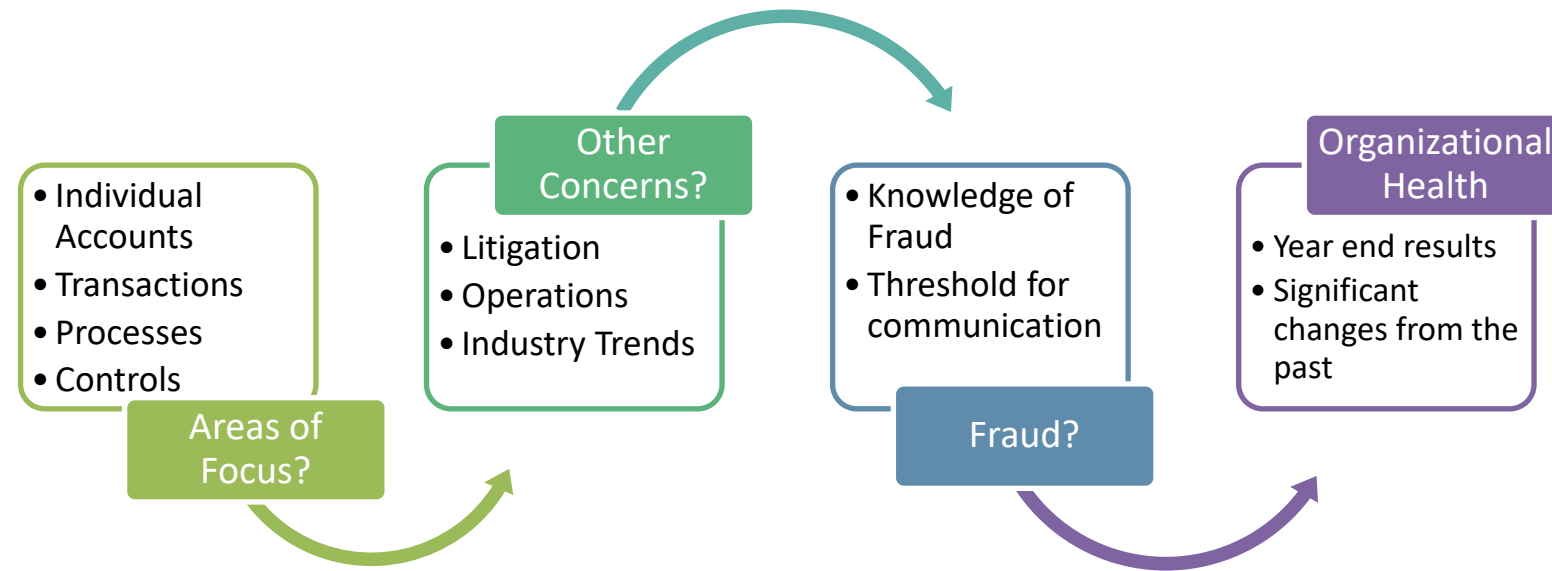 • Individual
Accounts
• Transactions
• Processes
• Controls
Areas of
Focus?
Other
Concerns?
• Litigation
• Operations
• Industry Trends
• Knowledge of
Fraud
• Threshold for
communication
Fraud?
Organizational
Health
• Year end results
• Significant
changes from the
past